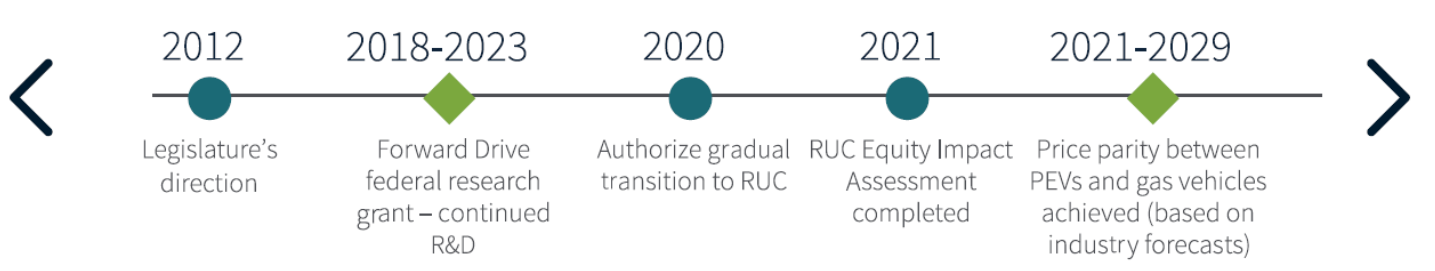 2012
Legislature's
direction
2018-2023
Forward Drive
federal research
grant – continued
R&D
2020
Authorize gradual
transition to RUC
2021
RUC Equity Impact
Assessment
completed
2021-2029
Price parity between
PEVs and gas vehicles
achieved (based on
industry forecasts)